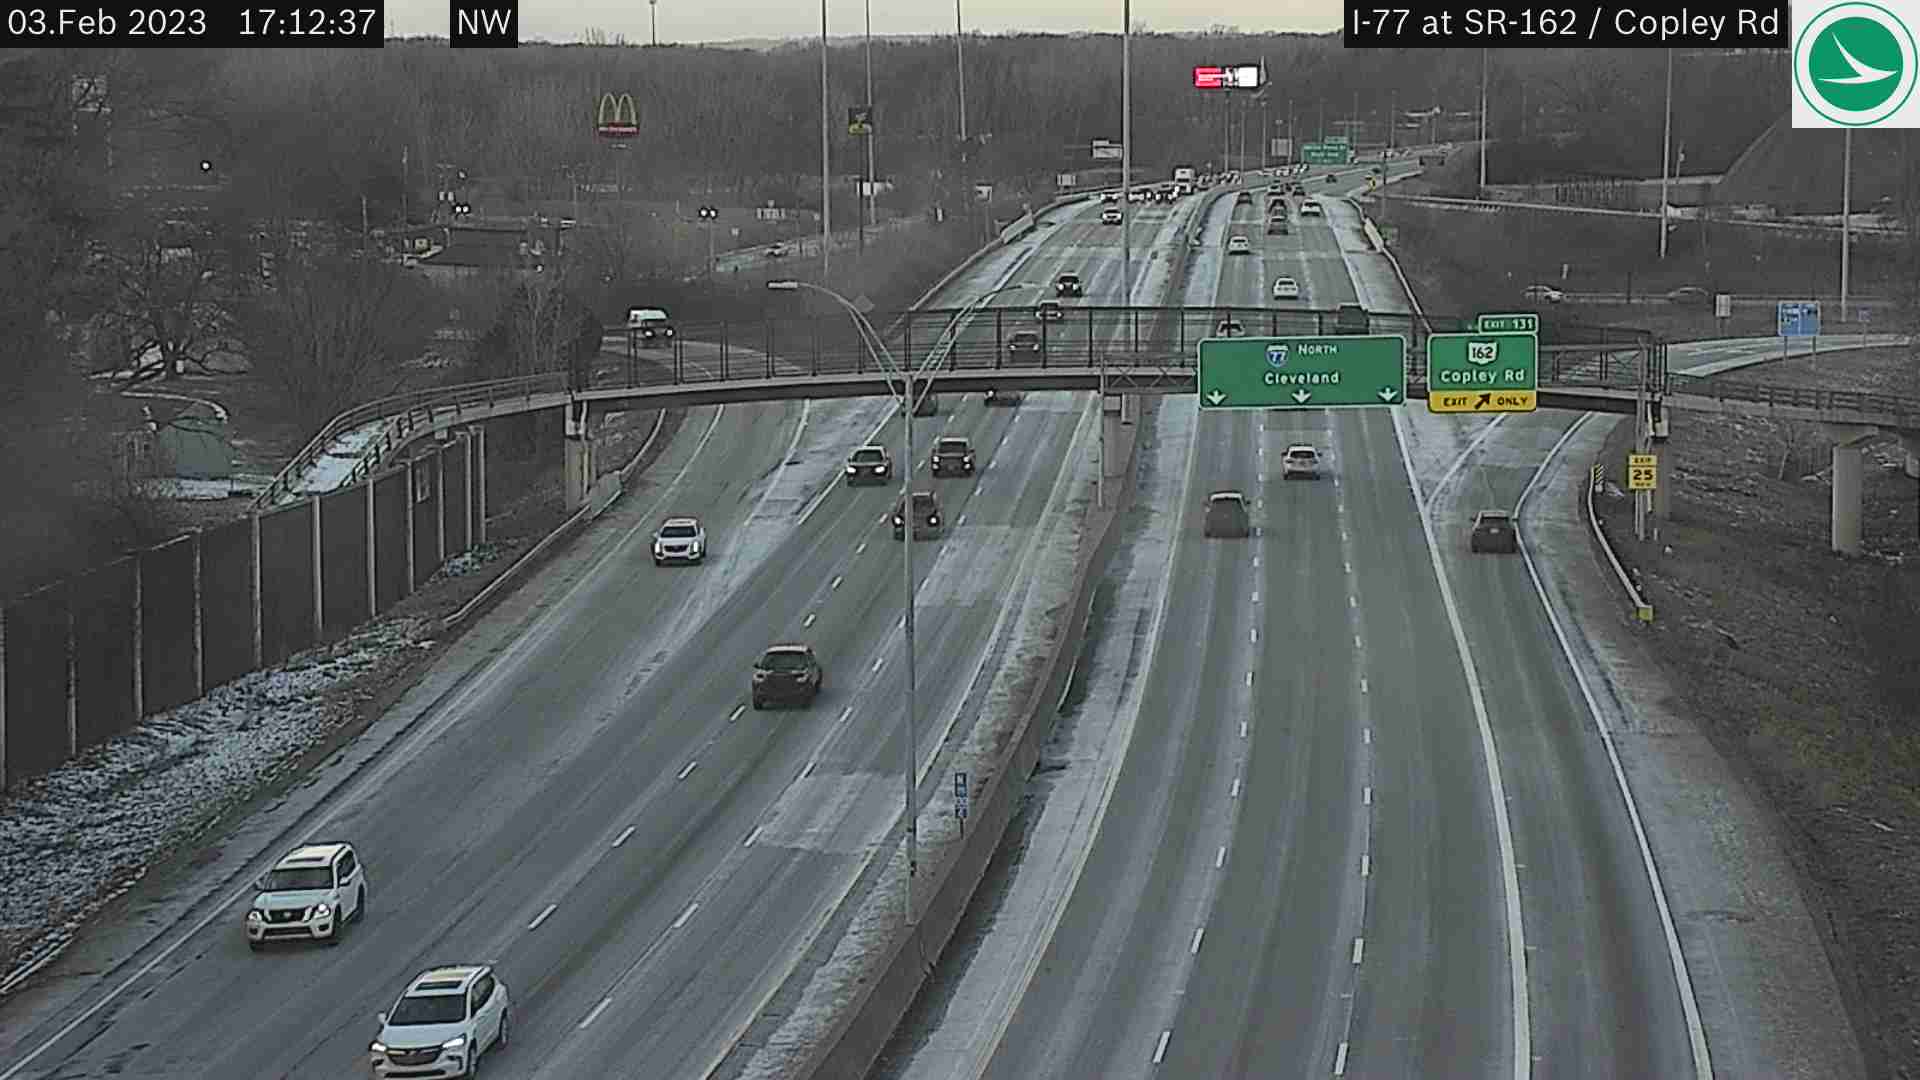 03.Feb 2023 17:12:37
NW
I-77 at SR-162 / Copley Rd
EXIT 131
77 NORTH
Cleveland
162
Copley Rd
EXIT ONLY
EXIT
25